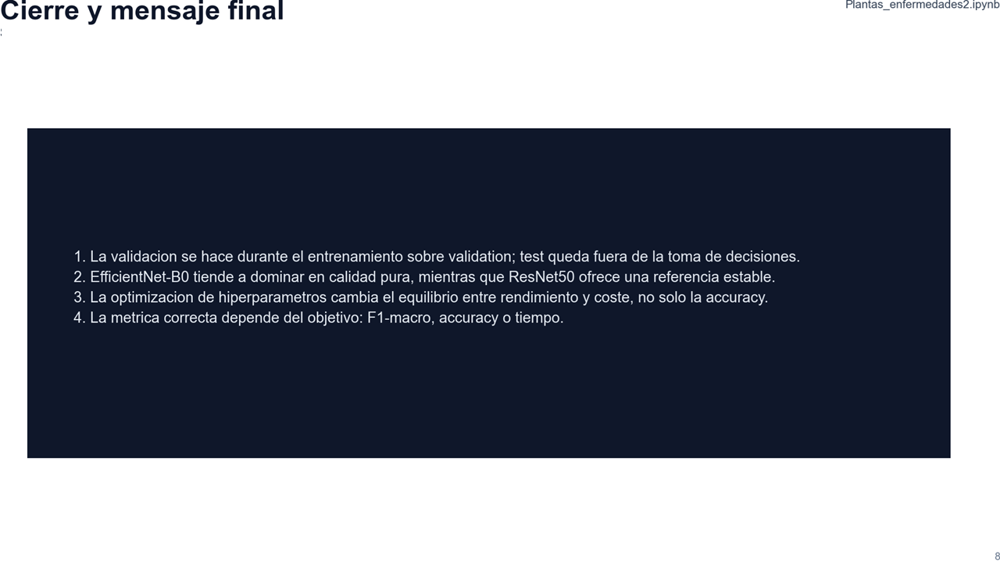 Cierre y mensaje final
Plantas_enfermedades2.ipynb
1. La validacion se hace durante el entrenamiento sobre validation; test queda fuera de la toma de decisiones.
2. EfficientNet-B0 tiende a dominar en calidad pura, mientras que ResNet50 ofrece una referencia estable.
3. La optimizacion de hiperparametros cambia el equilibrio entre rendimiento y coste, no solo la accuracy.
4. La metrica correcta depende del objetivo: F1-macro, accuracy o tiempo.
8